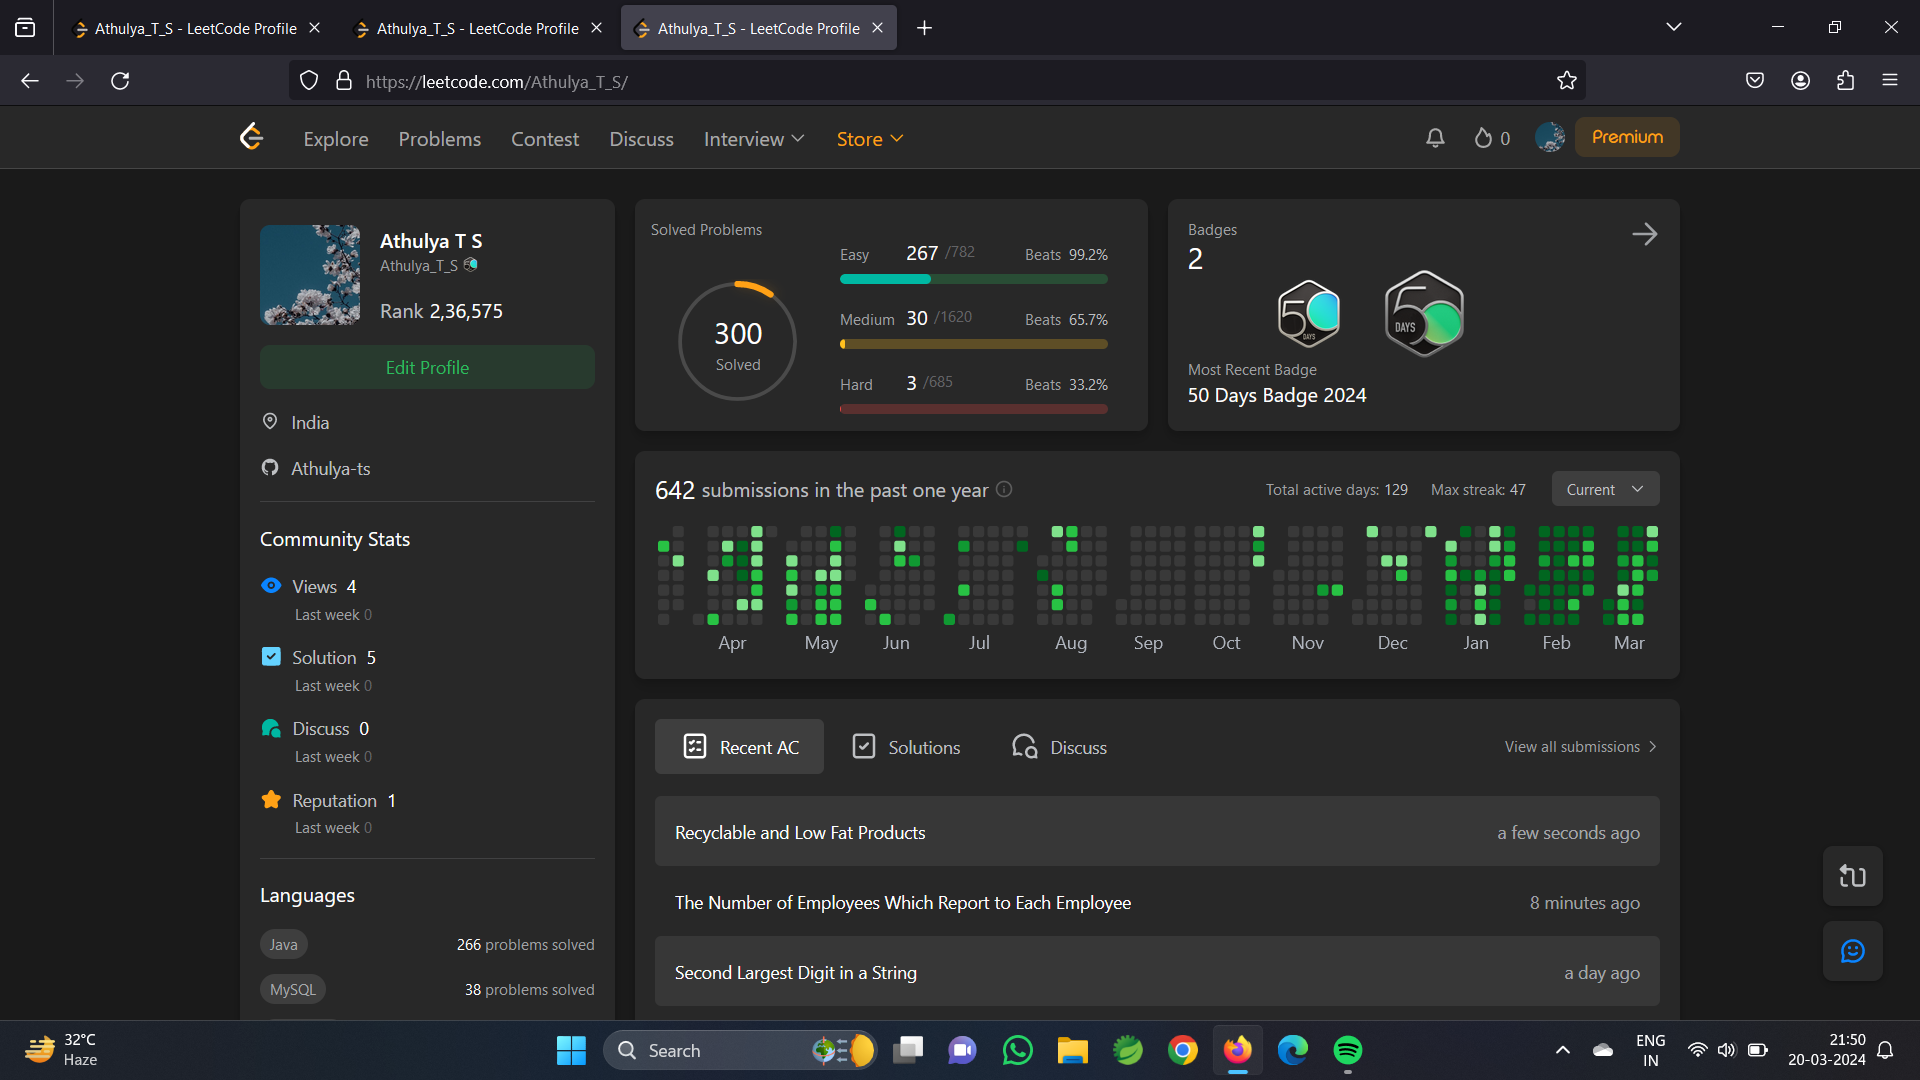 Athulya_T_S - LeetCode Profile
Athulya_T_S - LeetCode Profile
Athulya_T_S - LeetCode Profile
https://leetcode.com/Athulya_T_S/
Explore Problems Contest Discuss Interview Store 0 Premium
Athulya T S
Athulya_T_S
Rank 2,36,575
Edit Profile
India
Athulya-ts
Community Stats
Views 4
Last week 0
Solution 5
Last week 0
Discuss 0
Last week 0
Reputation 1
Last week 0
Languages
Java 266 problems solved
MySQL 38 problems solved
Solved Problems
300
Solved
Easy 267 /782 Beats 99.2%
Medium 30 /1620 Beats 65.7%
Hard 3 /685 Beats 33.2%
Badges
2
50 DAYS
50 DAYS
Most Recent Badge
50 Days Badge 2024
642 submissions in the past one year Total active days: 129 Max streak: 47 Current
Apr May Jun Jul Aug Sep Oct Nov Dec Jan Feb Mar
Recent AC Solutions Discuss View all submissions
Recyclable and Low Fat Products a few seconds ago
The Number of Employees Which Report to Each Employee 8 minutes ago
Second Largest Digit in a String a day ago
32°C
Haze
Search
ENG
IN
21:50
20-03-2024